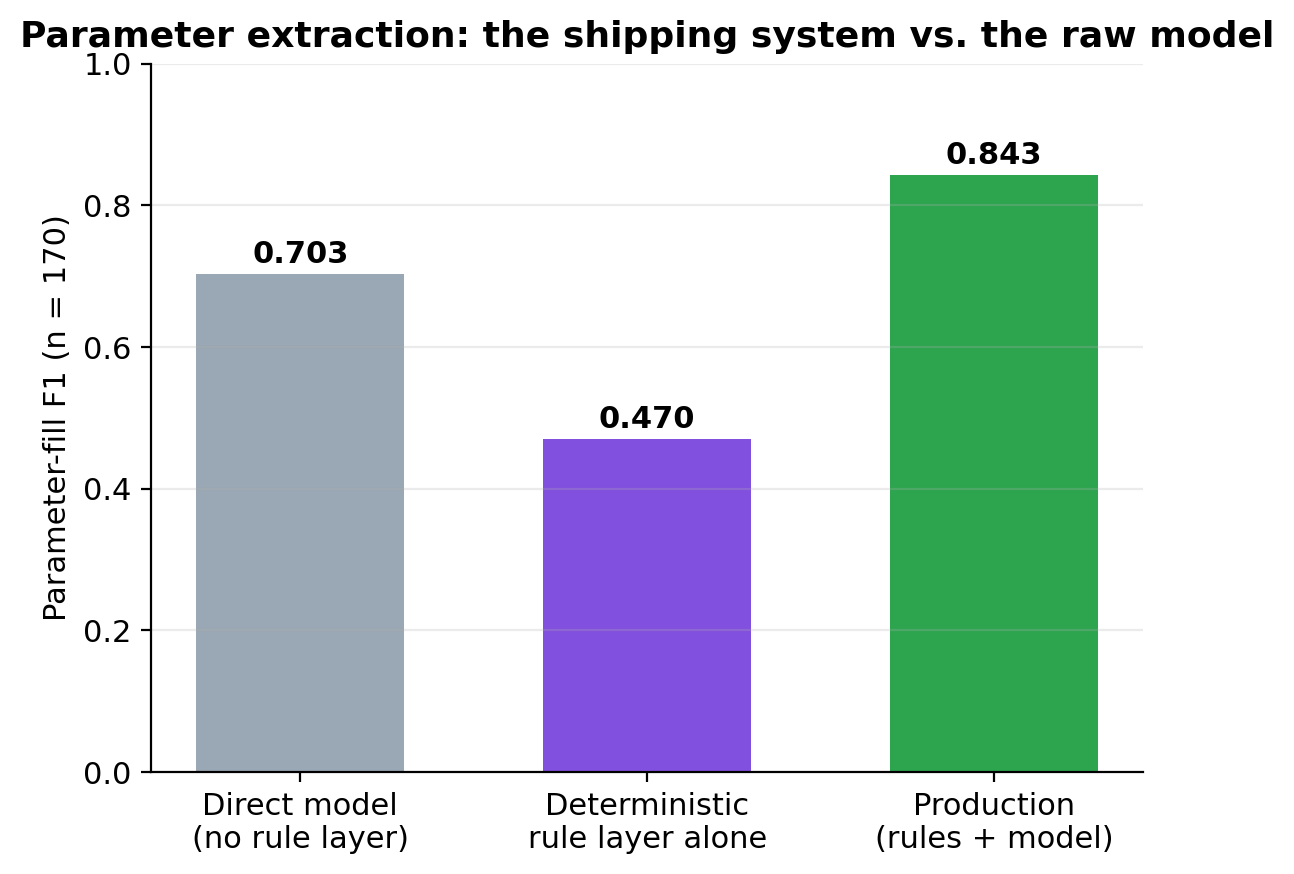 Parameter extraction: the shipping system vs. the raw model
Parameter-fill F1 (n = 170)
1.0
0.8
0.6
0.4
0.2
0.0
0.703
0.470
0.843
Direct model
(no rule layer)
Deterministic
rule layer alone
Production
(rules + model)